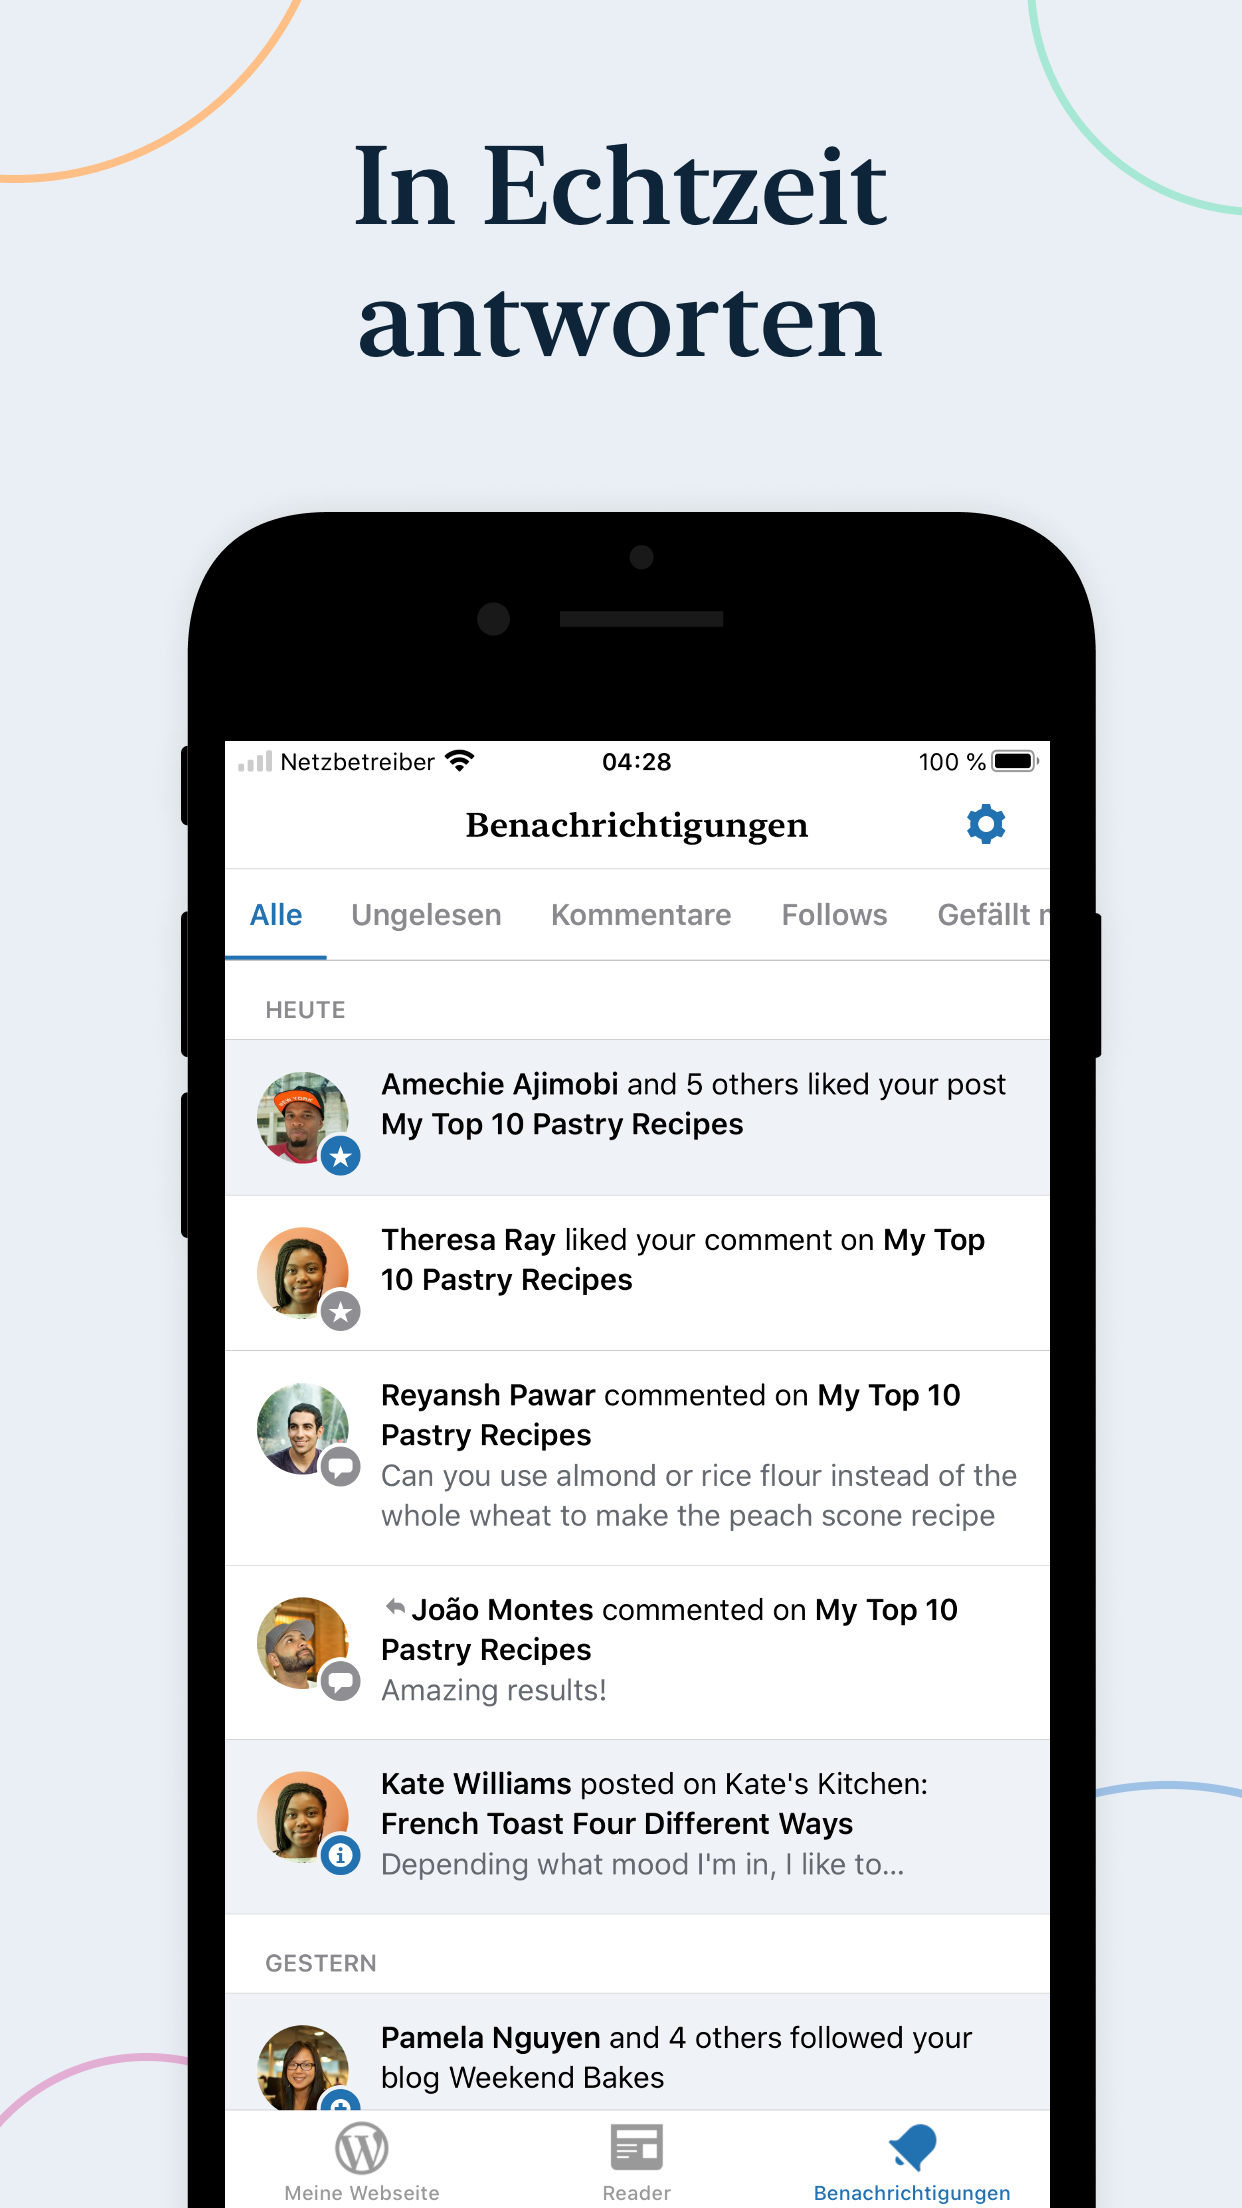 In Echtzeit
antworten
Netzbetreiber
04:28
100 %
Benachrichtigungen
Alle
Ungelesen
Kommentare
Follows
Gefällt
HEUTE
Amechie Ajimobi and 5 others liked your post
My Top 10 Pastry Recipes
Theresa Ray liked your comment on My Top
10 Pastry Recipes
Reyansh Pawar commented on My Top 10
Pastry Recipes
Can you use almond or rice flour instead of the
whole wheat to make the peach scone recipe
João Montes commented on My Top 10
Pastry Recipes
Amazing results!
Kate Williams posted on Kate's Kitchen:
French Toast Four Different Ways
Depending what mood I'm in, I like to...
GESTERN
Pamela Nguyen and 4 others followed your
blog Weekend Bakes
Meine Webseite
Reader
Benachrichtigungen